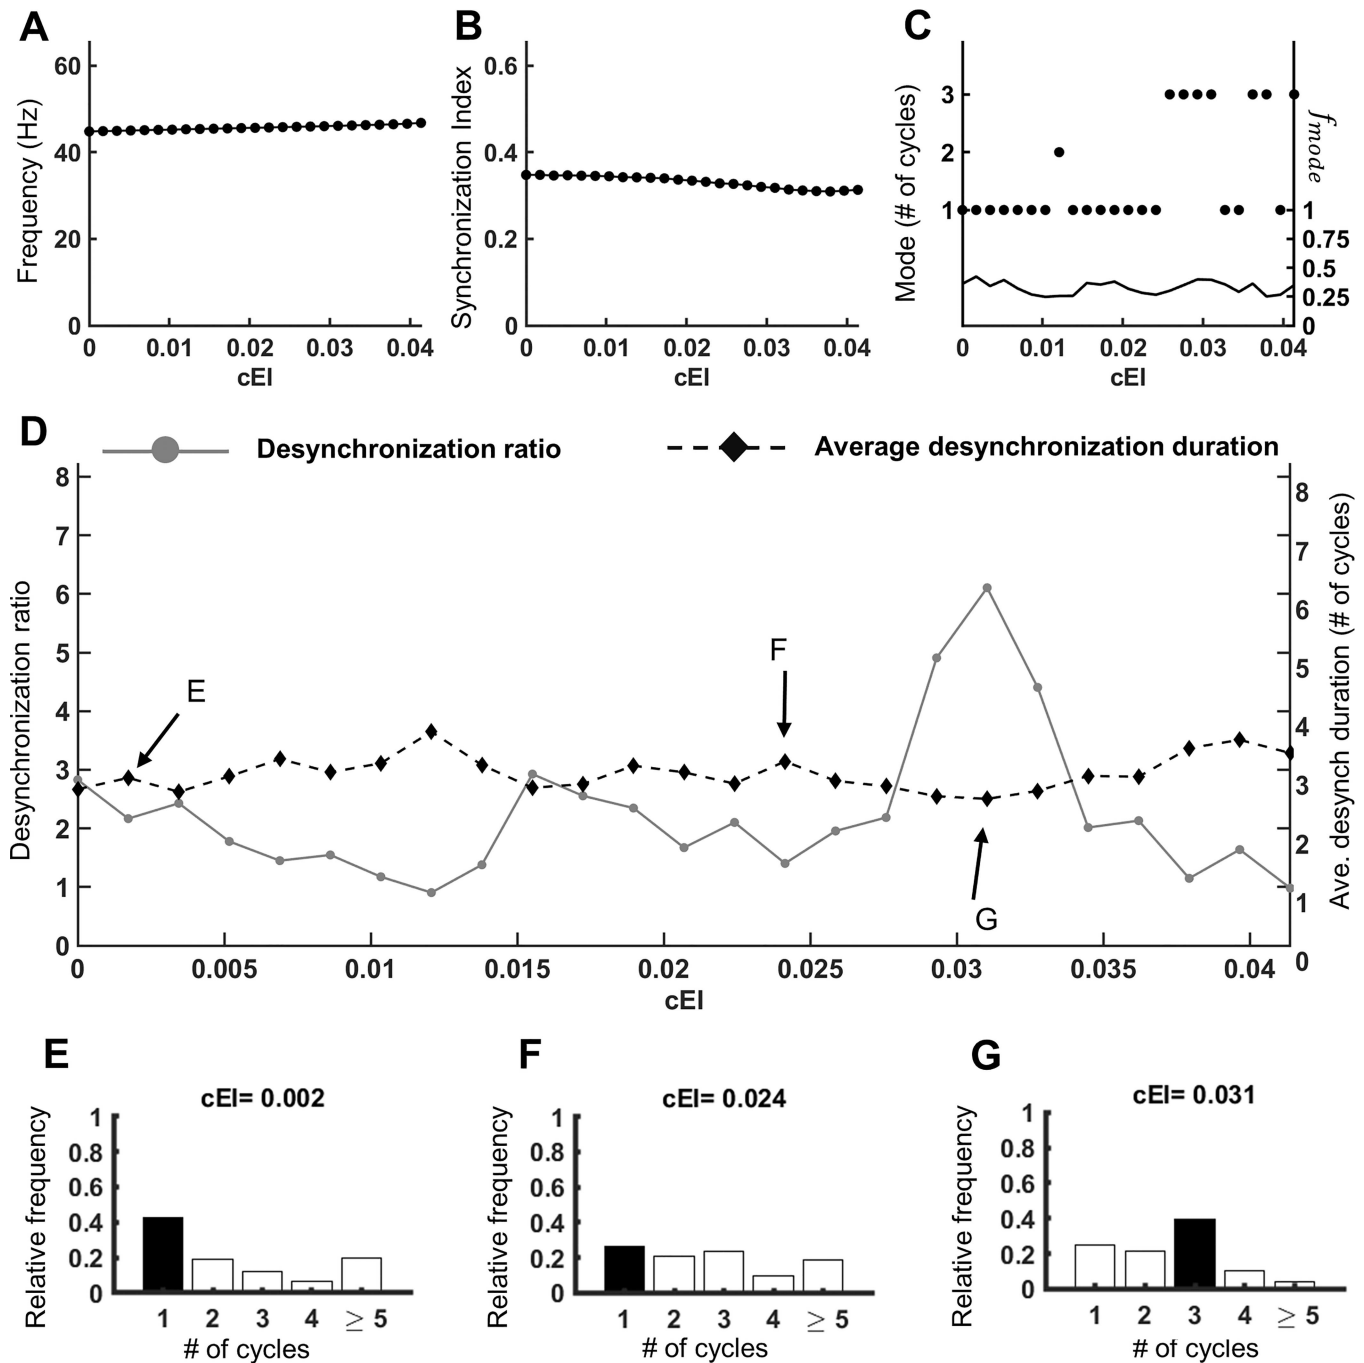 A
Frequency (Hz)
60
40
20
0
0 0.01 0.02 0.03 0.04
cEI
B
Synchronization Index
0.6
0.4
0.2
0
0 0.01 0.02 0.03 0.04
cEI
C
Mode (# of cycles)
3
2
1
fmode
1
0.75
0.5
0.25
0
0 0.01 0.02 0.03 0.04
cEI
D
Desynchronization ratio
Average desynchronization duration
Desynchronization ratio
8
7
6
5
4
3
2
1
0
E
F
G
8
7
6
5
4
3
2
1
0
Ave. desynch duration (# of cycles)
0 0.005 0.01 0.015 0.02 0.025 0.03 0.035 0.04
cEI
E
cEI= 0.002
Relative frequency
1
0.8
0.6
0.4
0.2
0
1 2 3 4 ≥ 5
# of cycles
F
cEI= 0.024
Relative frequency
1
0.8
0.6
0.4
0.2
0
1 2 3 4 ≥ 5
# of cycles
G
cEI= 0.031
Relative frequency
1
0.8
0.6
0.4
0.2
0
1 2 3 4 ≥ 5
# of cycles